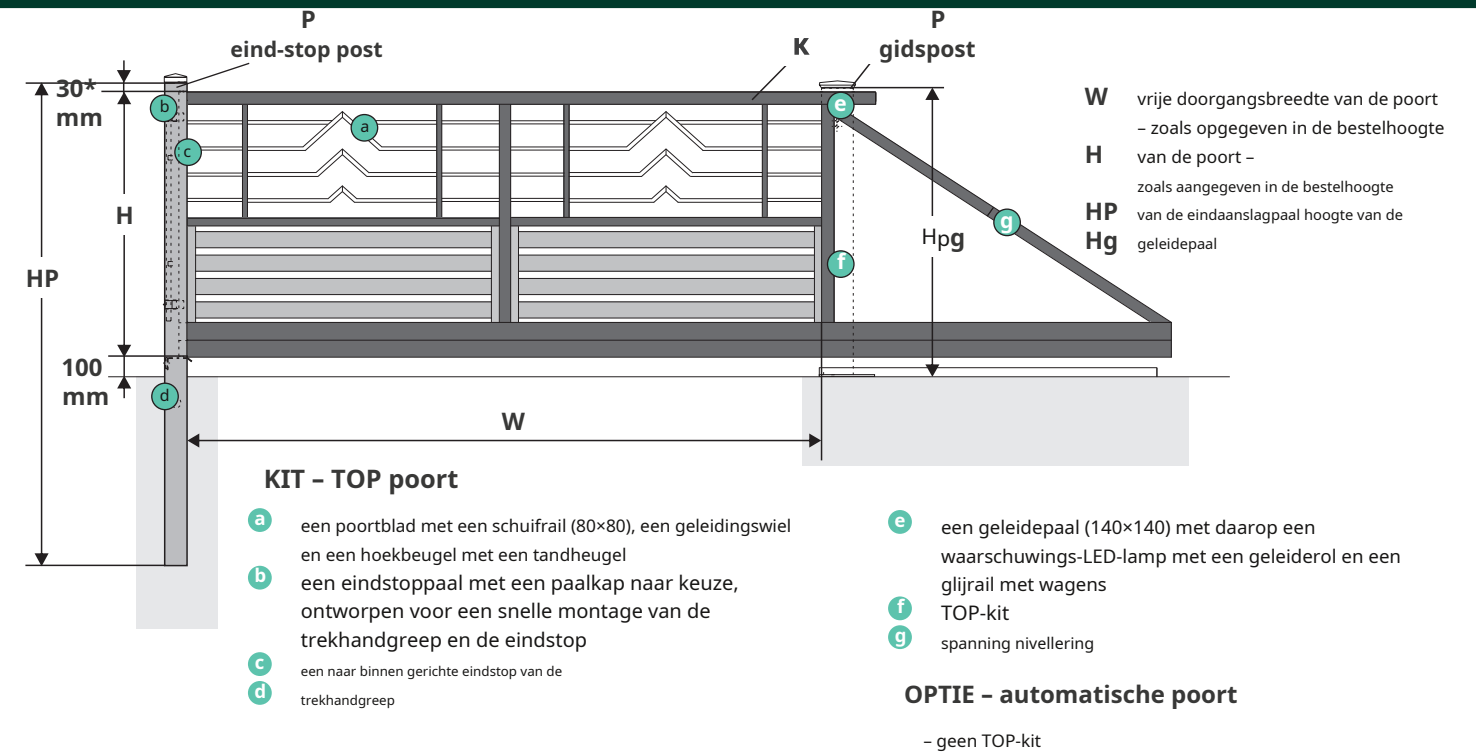 P
eind-stop post
P
gidspost
K
30*
mm
b
a
e
c
H
HP
Hpg
g
f
100
mm
d
W
W vrije doorgangsbreedte van de poort
– zoals opgegeven in de bestelhoogte
H van de poort –
zoals aangegeven in de bestelhoogte
HP van de eindaanslagpaal hoogte van de
Hg geleidepaal
KIT – TOP poort
a een poortblad met een schuifrail (80×80), een geleidingswiel
en een hoekbeugel met een tandheugel
b een eindstoppaal met een paalkap naar keuze,
ontworpen voor een snelle montage van de
trekhandgreep en de eindstop
c een naar binnen gerichte eindstop van de
d trekhandgreep
e een geleidepaal (140×140) met daarop een
waarschuwings-LED-lamp met een geleiderol en een
glijrail met wagens
f TOP-kit
g spanning nivellering
OPTIE – automatische poort
– geen TOP-kit